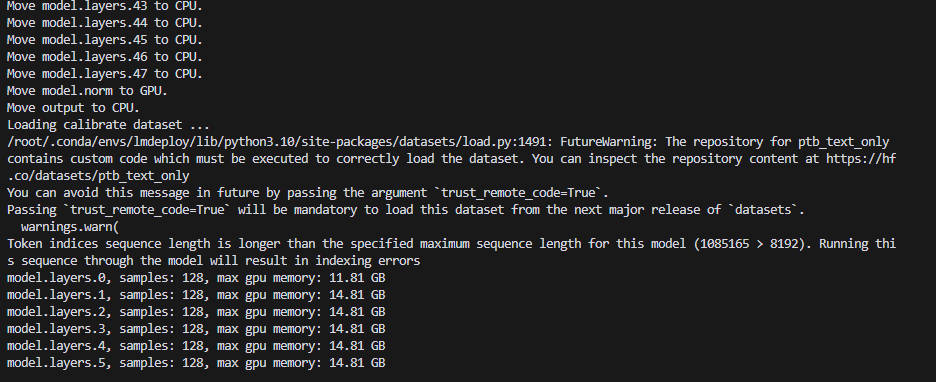 Move model.layers.43 to CPU.
Move model.layers.44 to CPU.
Move model.layers.45 to CPU.
Move model.layers.46 to CPU.
Move model.layers.47 to CPU.
Move model.norm to GPU.
Move output to CPU.
Loading calibrate dataset ...
/root/.conda/envs/lmdeploy/lib/python3.10/site-packages/datasets/load.py:1491: FutureWarning: The repository for ptb_text_only
contains custom code which must be executed to correctly load the dataset. You can inspect the repository content at https://hf
.co/datasets/ptb_text_only
You can avoid this message in future by passing the argument `trust_remote_code=True`.
Passing `trust_remote_code=True` will be mandatory to load this dataset from the next major release of `datasets`.
  warnings.warn(
Token indices sequence length is longer than the specified maximum sequence length for this model (1085165 > 8192). Running thi
s sequence through the model will result in indexing errors
model.layers.0, samples: 128, max gpu memory: 11.81 GB
model.layers.1, samples: 128, max gpu memory: 14.81 GB
model.layers.2, samples: 128, max gpu memory: 14.81 GB
model.layers.3, samples: 128, max gpu memory: 14.81 GB
model.layers.4, samples: 128, max gpu memory: 14.81 GB
model.layers.5, samples: 128, max gpu memory: 14.81 GB